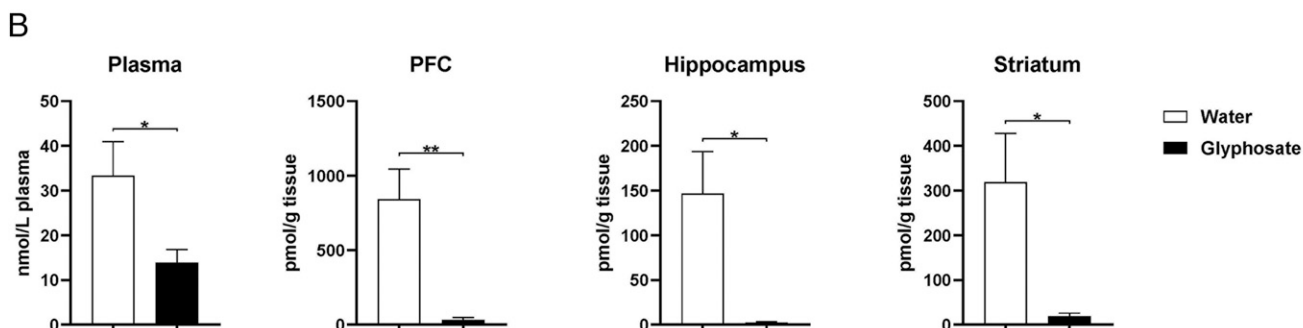 B
Plasma
nmol/L plasma
50
40
30
20
10
0
*
PFC
pmol/g tissue
1500
1000
500
0
**
Hippocampus
pmol/g tissue
250
200
150
100
50
0
*
Striatum
pmol/g tissue
500
400
300
200
100
0
*
Water
Glyphosate